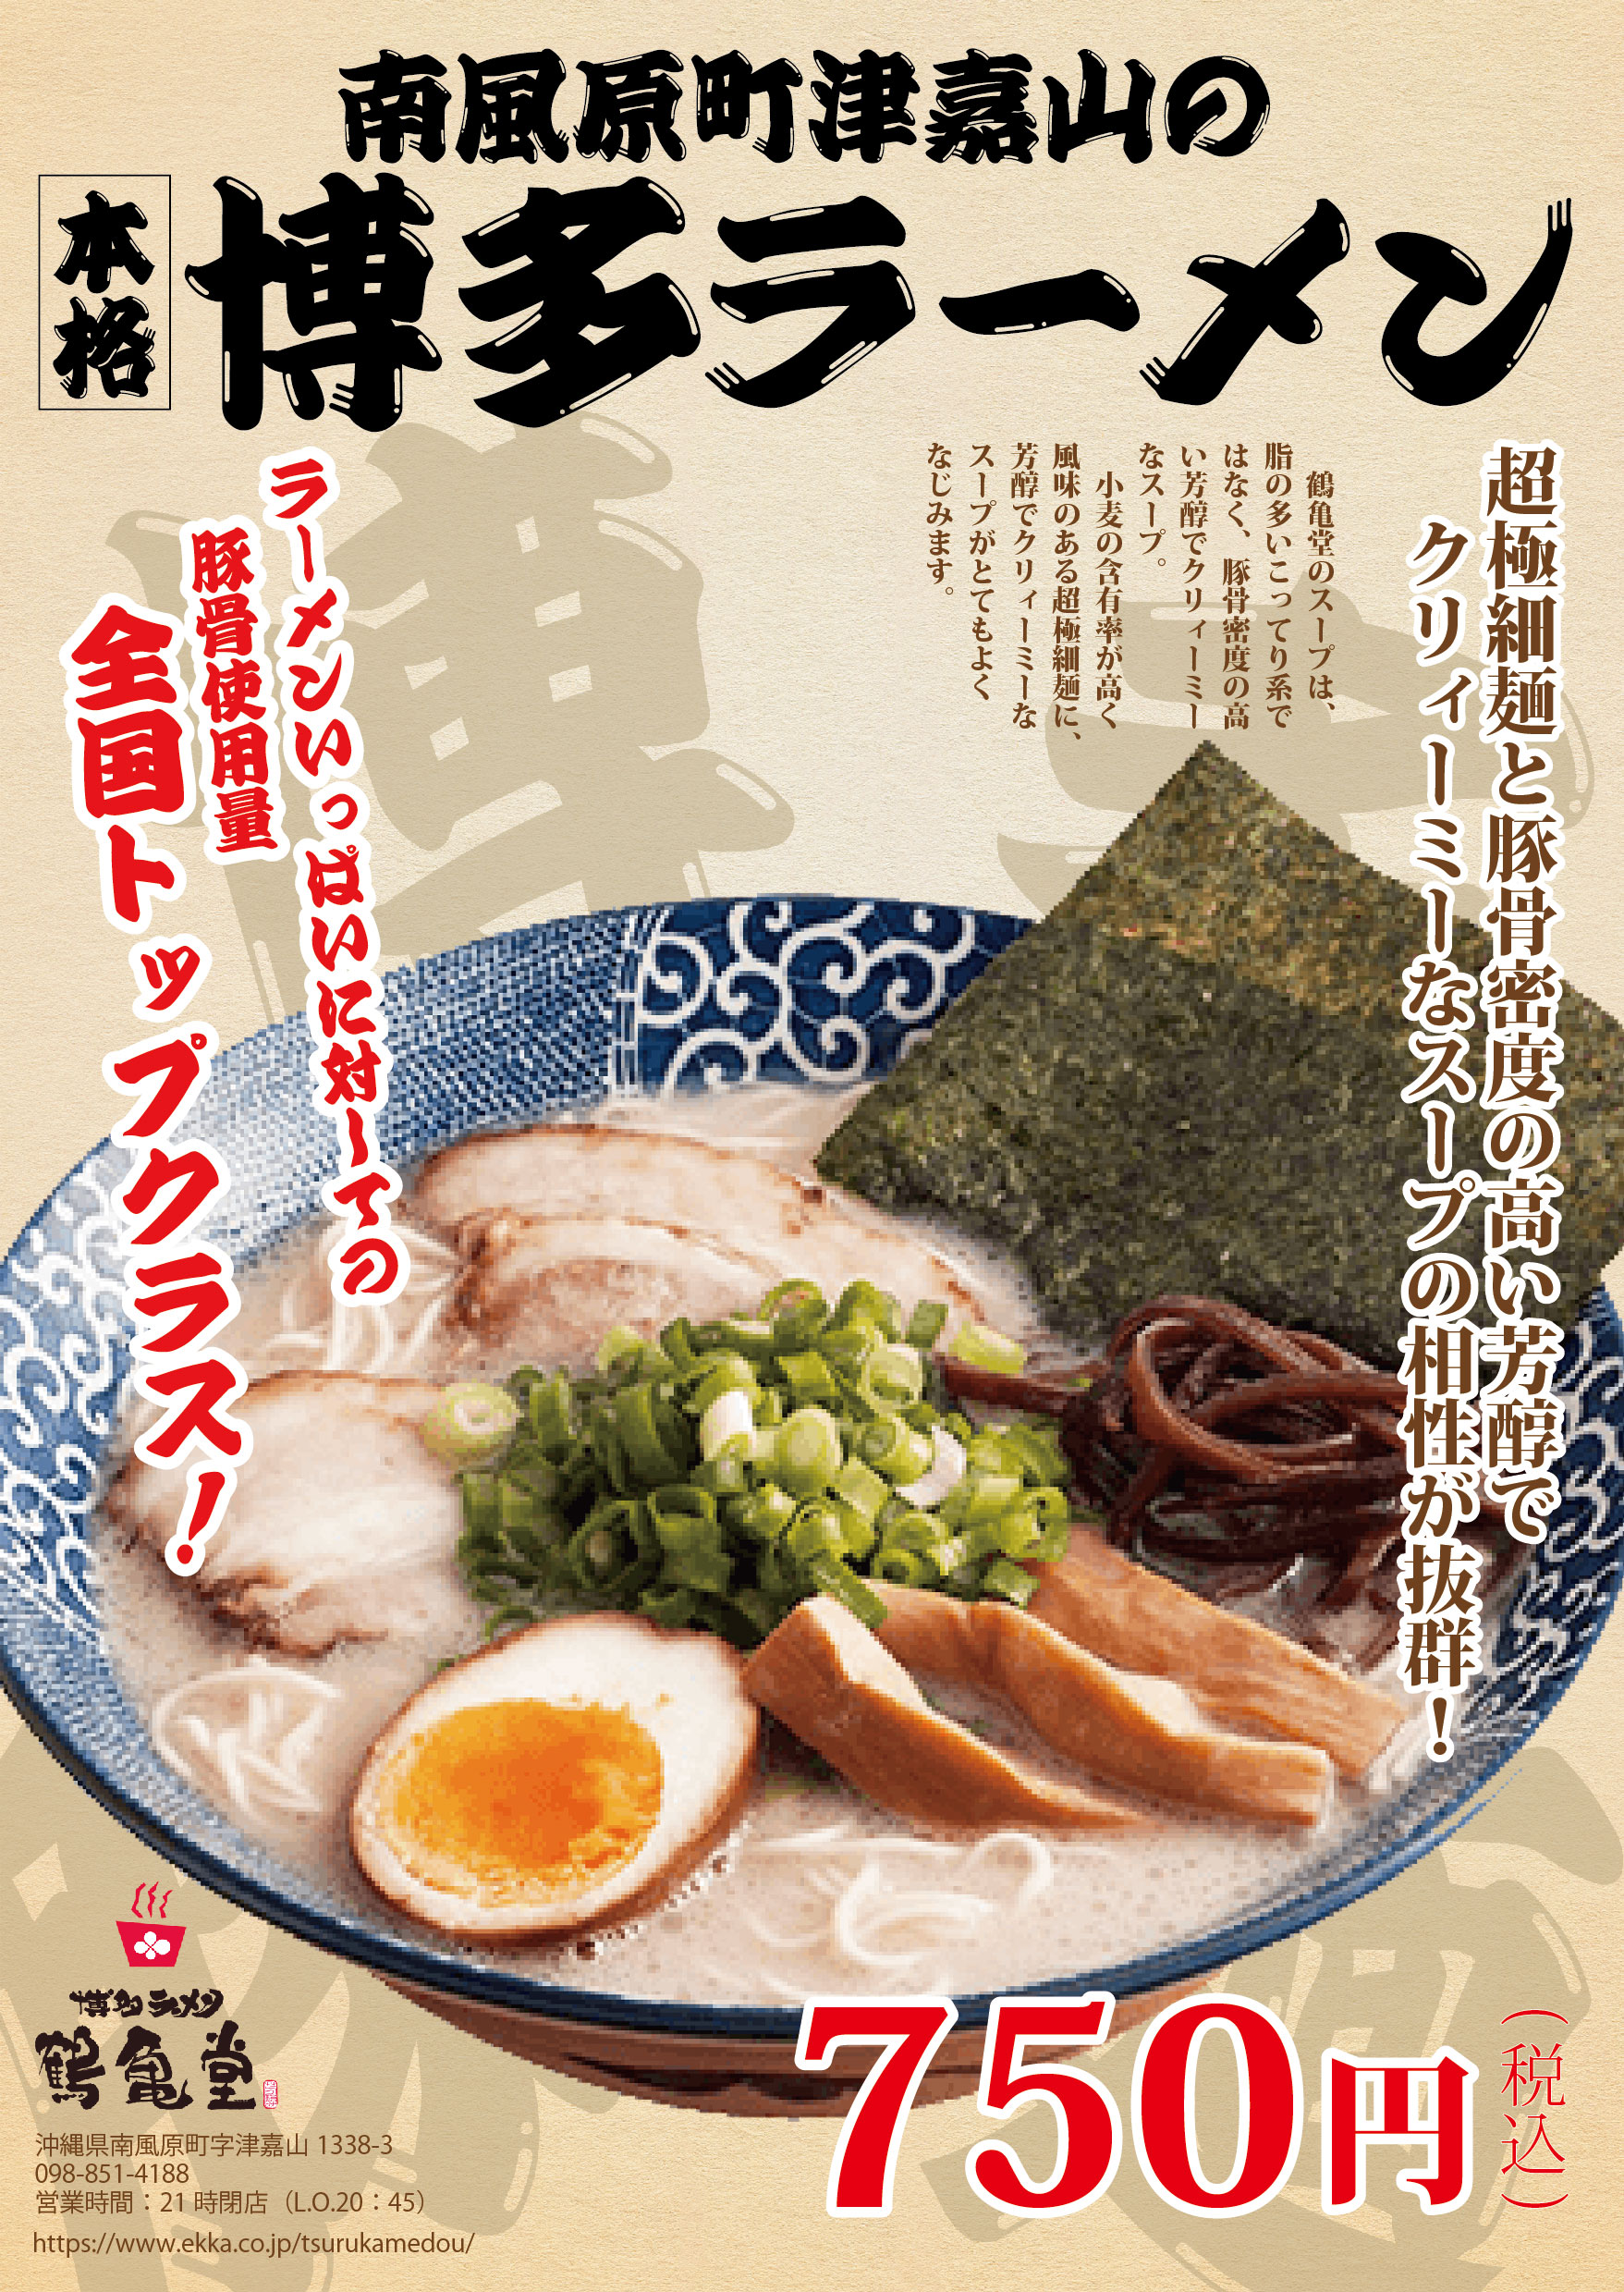 南風原町津嘉山の
本格
博多ラーメン
超極細麺と豚骨密度の高い芳醇で
クリィーミーなスープの相性が抜群！
鶴亀堂のスープは、
脂の多いこってり系で
はなく、豚骨密度の高
い芳醇でクリィーミー
なスープ。
小麦の含有率が高く
風味のある超極細麺に、
芳醇でクリィーミーな
スープがとてもよく
なじみます。
ラーメンいっぱいに対しての
豚骨使用量
全国トップクラス！
750円
（税込）
博多ラーメン
鶴亀堂
沖縄県南風原町字津嘉山 1338-3
098-851-4188
営業時間：21 時閉店（L.O.20：45）
https://www.ekka.co.jp/tsurukamedou/